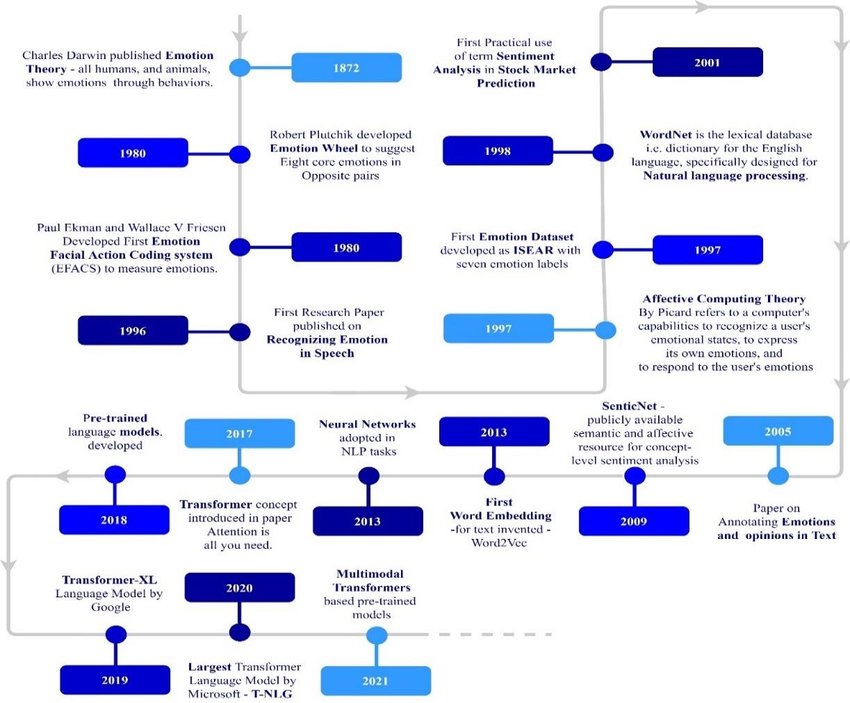 Charles Darwin published Emotion
Theory - all humans, and animals,
show emotions through behaviors.
1872
1980
Robert Plutchik developed
Emotion Wheel to suggest
Eight core emotions in
Opposite pairs
Paul Ekman and Wallace V Friesen
Developed First Emotion
Facial Action Coding system
(EFACS) to measure emotions.
1980
1996
First Research Paper
published on
Recognizing Emotion
in Speech
1997
Affective Computing Theory
By Picard refers to a computer's
capabilities to recognize a user's
emotional states, to express
its own emotions, and
to respond to the user's emotions
First Emotion Dataset
developed as ISEAR with
seven emotion labels
1997
1998
WordNet is the lexical database
i.e. dictionary for the English
language, specifically designed for
Natural language processing.
First Practical use
of term Sentiment
Analysis in Stock Market
Prediction
2001
2005
Paper on
Annotating Emotions
and opinions in Text
SenticNet -
publicly available
semantic and affective
resource for concept-
level sentiment analysis
2009
2013
First
Word Embedding
-for text invented -
Word2Vec
Neural Networks
adopted in
NLP tasks
2013
2017
Transformer concept
introduced in paper
Attention is
all you need.
Pre-trained
language models.
developed
2018
Transformer-XL
Language Model by
Google
2019
2020
Largest Transformer
Language Model by
Microsoft - T-NLG
Multimodal
Transformers
based pre-trained
models
2021